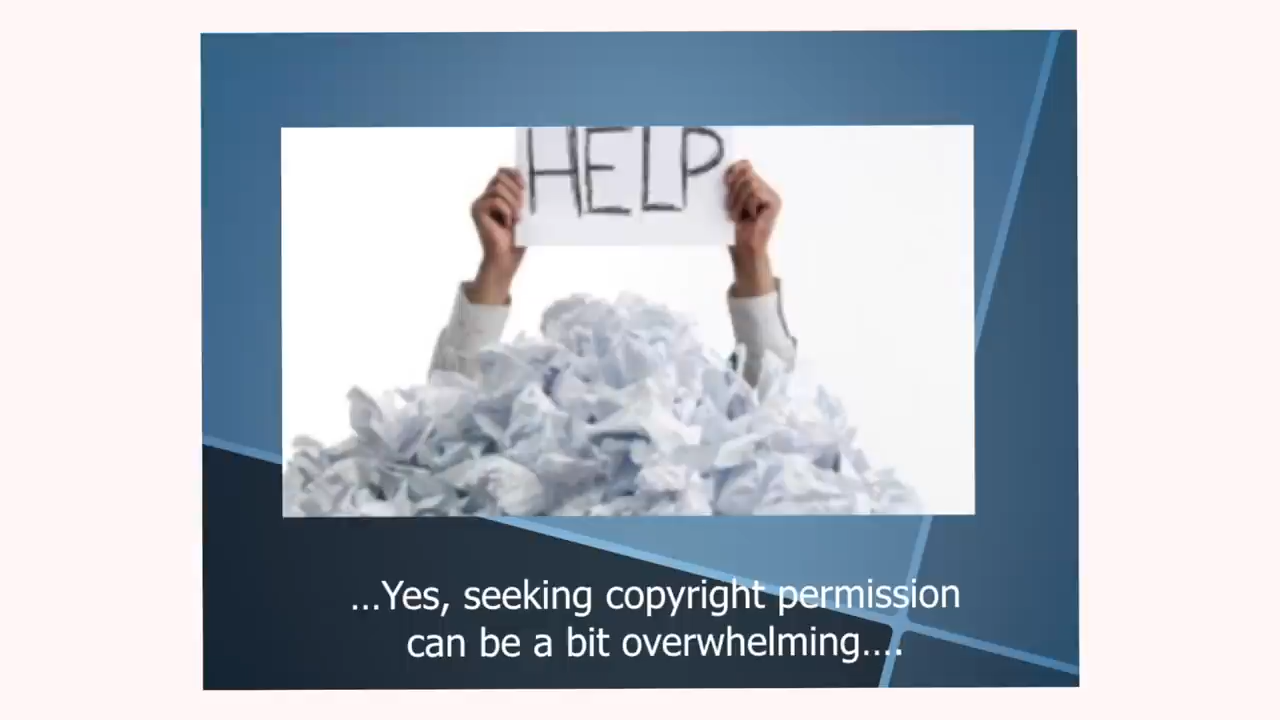 HELP
...Yes, seeking copyright permission
can be a bit overwhelming....